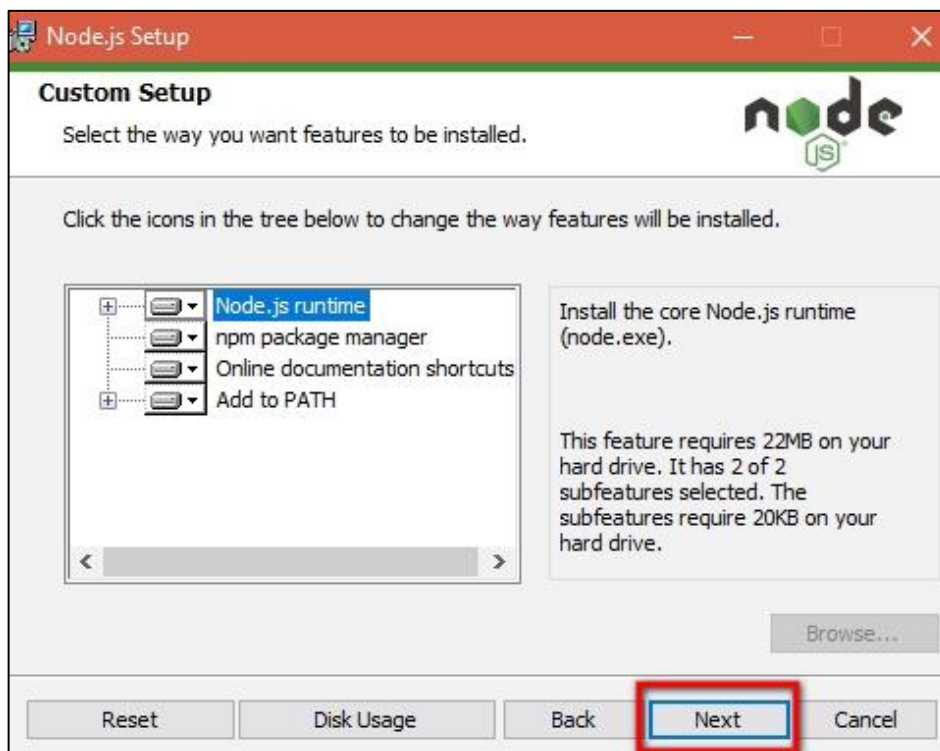 Node.js Setup
Custom Setup
Select the way you want features to be installed.
node
JS
Click the icons in the tree below to change the way features will be installed.
Node.js runtime
npm package manager
Online documentation shortcuts
Add to PATH
Install the core Node.js runtime
(node.exe).
This feature requires 22MB on your
hard drive. It has 2 of 2
subfeatures selected. The
subfeatures require 20KB on your
hard drive.
Browse...
Reset
Disk Usage
Back
Next
Cancel